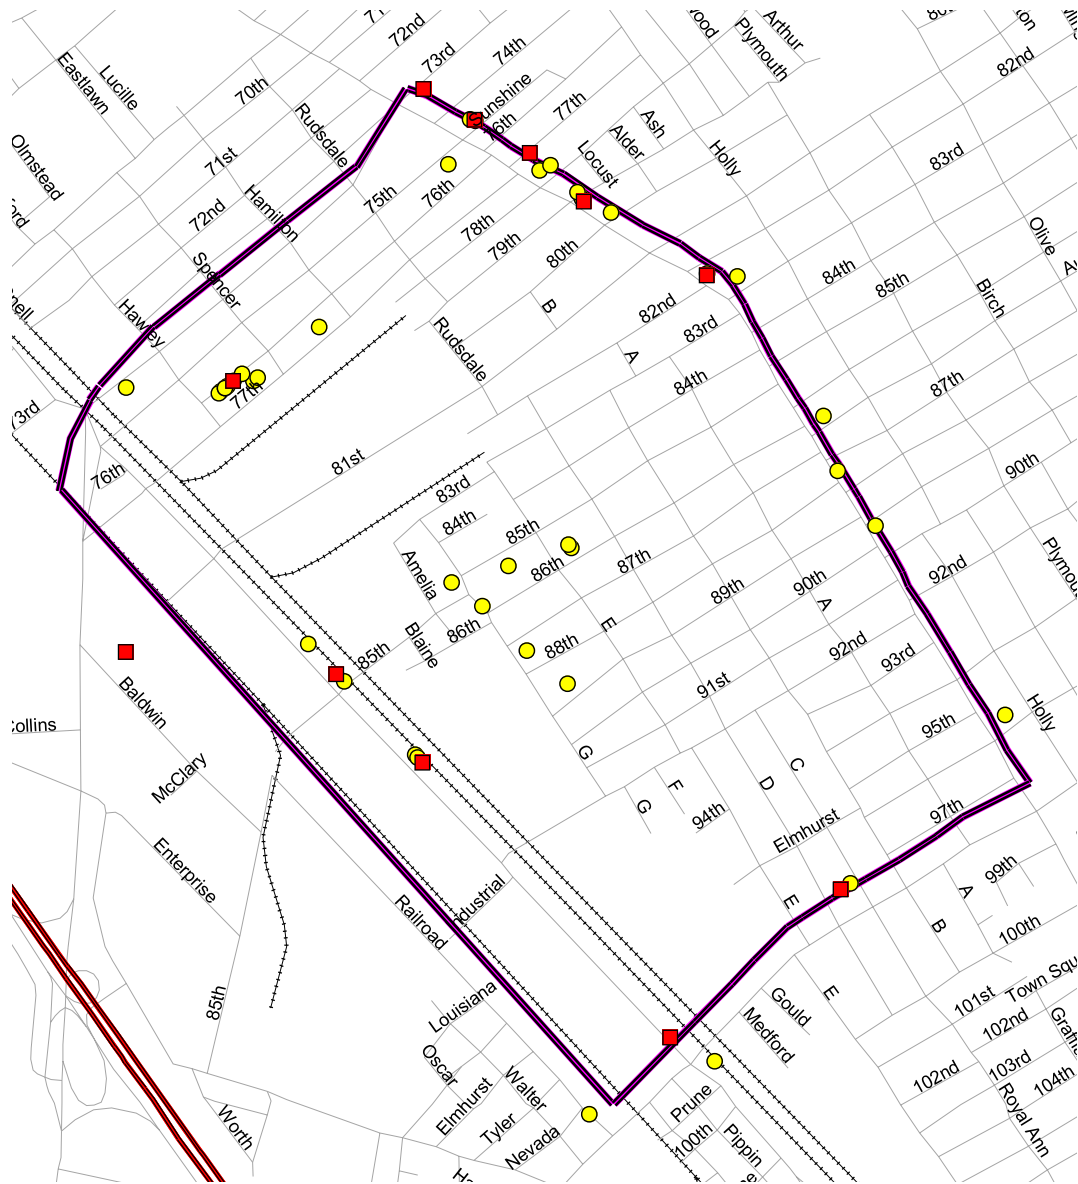 72nd
Arthur
Plymouth
82nd
73rd
74th
Eastlawn
Lucille
70th
Sunshine
77th
76th
Ash
Alder
Locust
Holly
83rd
Rudsdale
Olmstead
71st
75th
76th
72nd
Hamilton
78th
79th
80th
Olive
84th
85th
Birch
Spencer
Hawley
B
82nd
83rd
Rudsdale
A
84th
87th
77th
73rd
76th
81st
90th
83rd
84th
85th
86th
87th
Amelia
89th
90th
92nd
A
E
86th
Blaine
88th
85th
92nd
93rd
91st
Baldwin
Collins
McClary
G
C
D
F
G
94th
95th
Holly
Elmhurst
97th
Enterprise
Industrial
Railroad
E
A
99th
B
100th
85th
Louisiana
E
Gould
Medford
101st
102nd
103rd
104th
102nd
Oscar
Elmhurst
Walter
Tyler
Nevada
Prune
100th
Pippin
Royal Ann
Worth